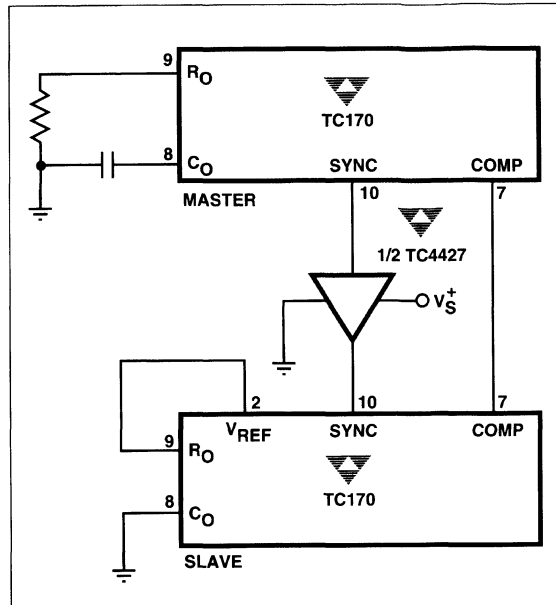 9
RO
TC170
8
CO
SYNC
COMP
MASTER
10
7
1/2 TC4427
VS+
2
10
7
VREF
SYNC
COMP
9
RO
TC170
8
CO
SLAVE